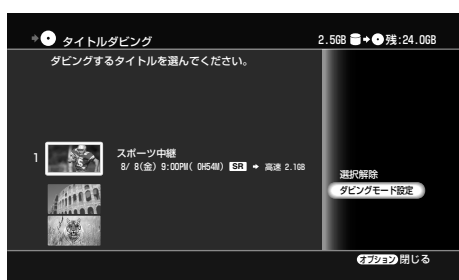 タイトルダビング
2.5GB ➔ 残:24.0GB
ダビングするタイトルを選んでください。
1
スポーツ中継
8/ 8(金) 9:00PM( 0H54M) SR ➔ 高速 2.1GB
選択解除
ダビングモード設定
オプション 閉じる